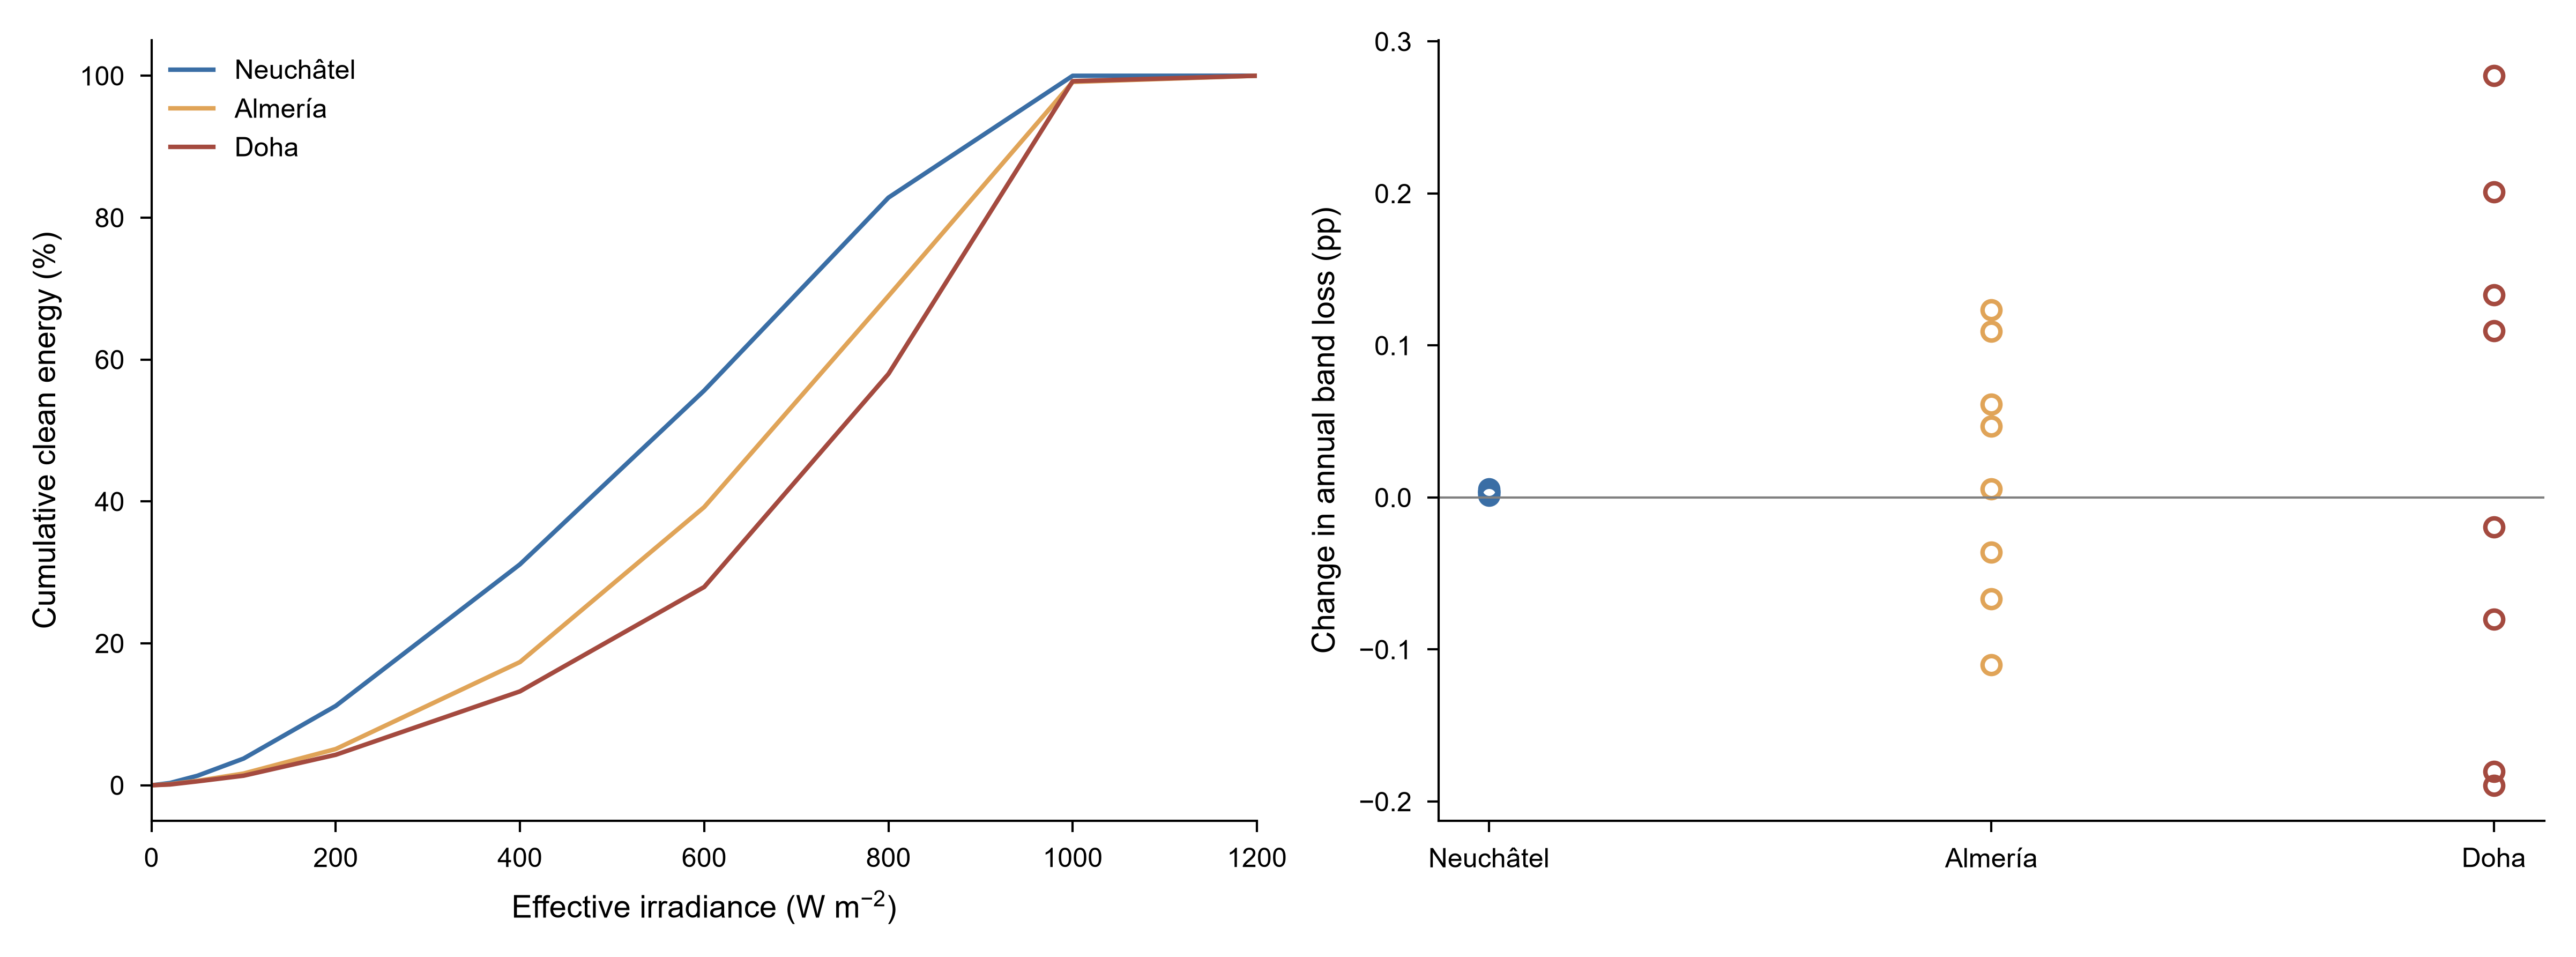 Neuchâtel
Almería
Doha
Cumulative clean energy (%)
100
80
60
40
20
0
0 200 400 600 800 1000 1200
Effective irradiance (W m⁻²)
Change in annual band loss (pp)
0.3
0.2
0.1
0.0
−0.1
−0.2
Neuchâtel Almería Doha